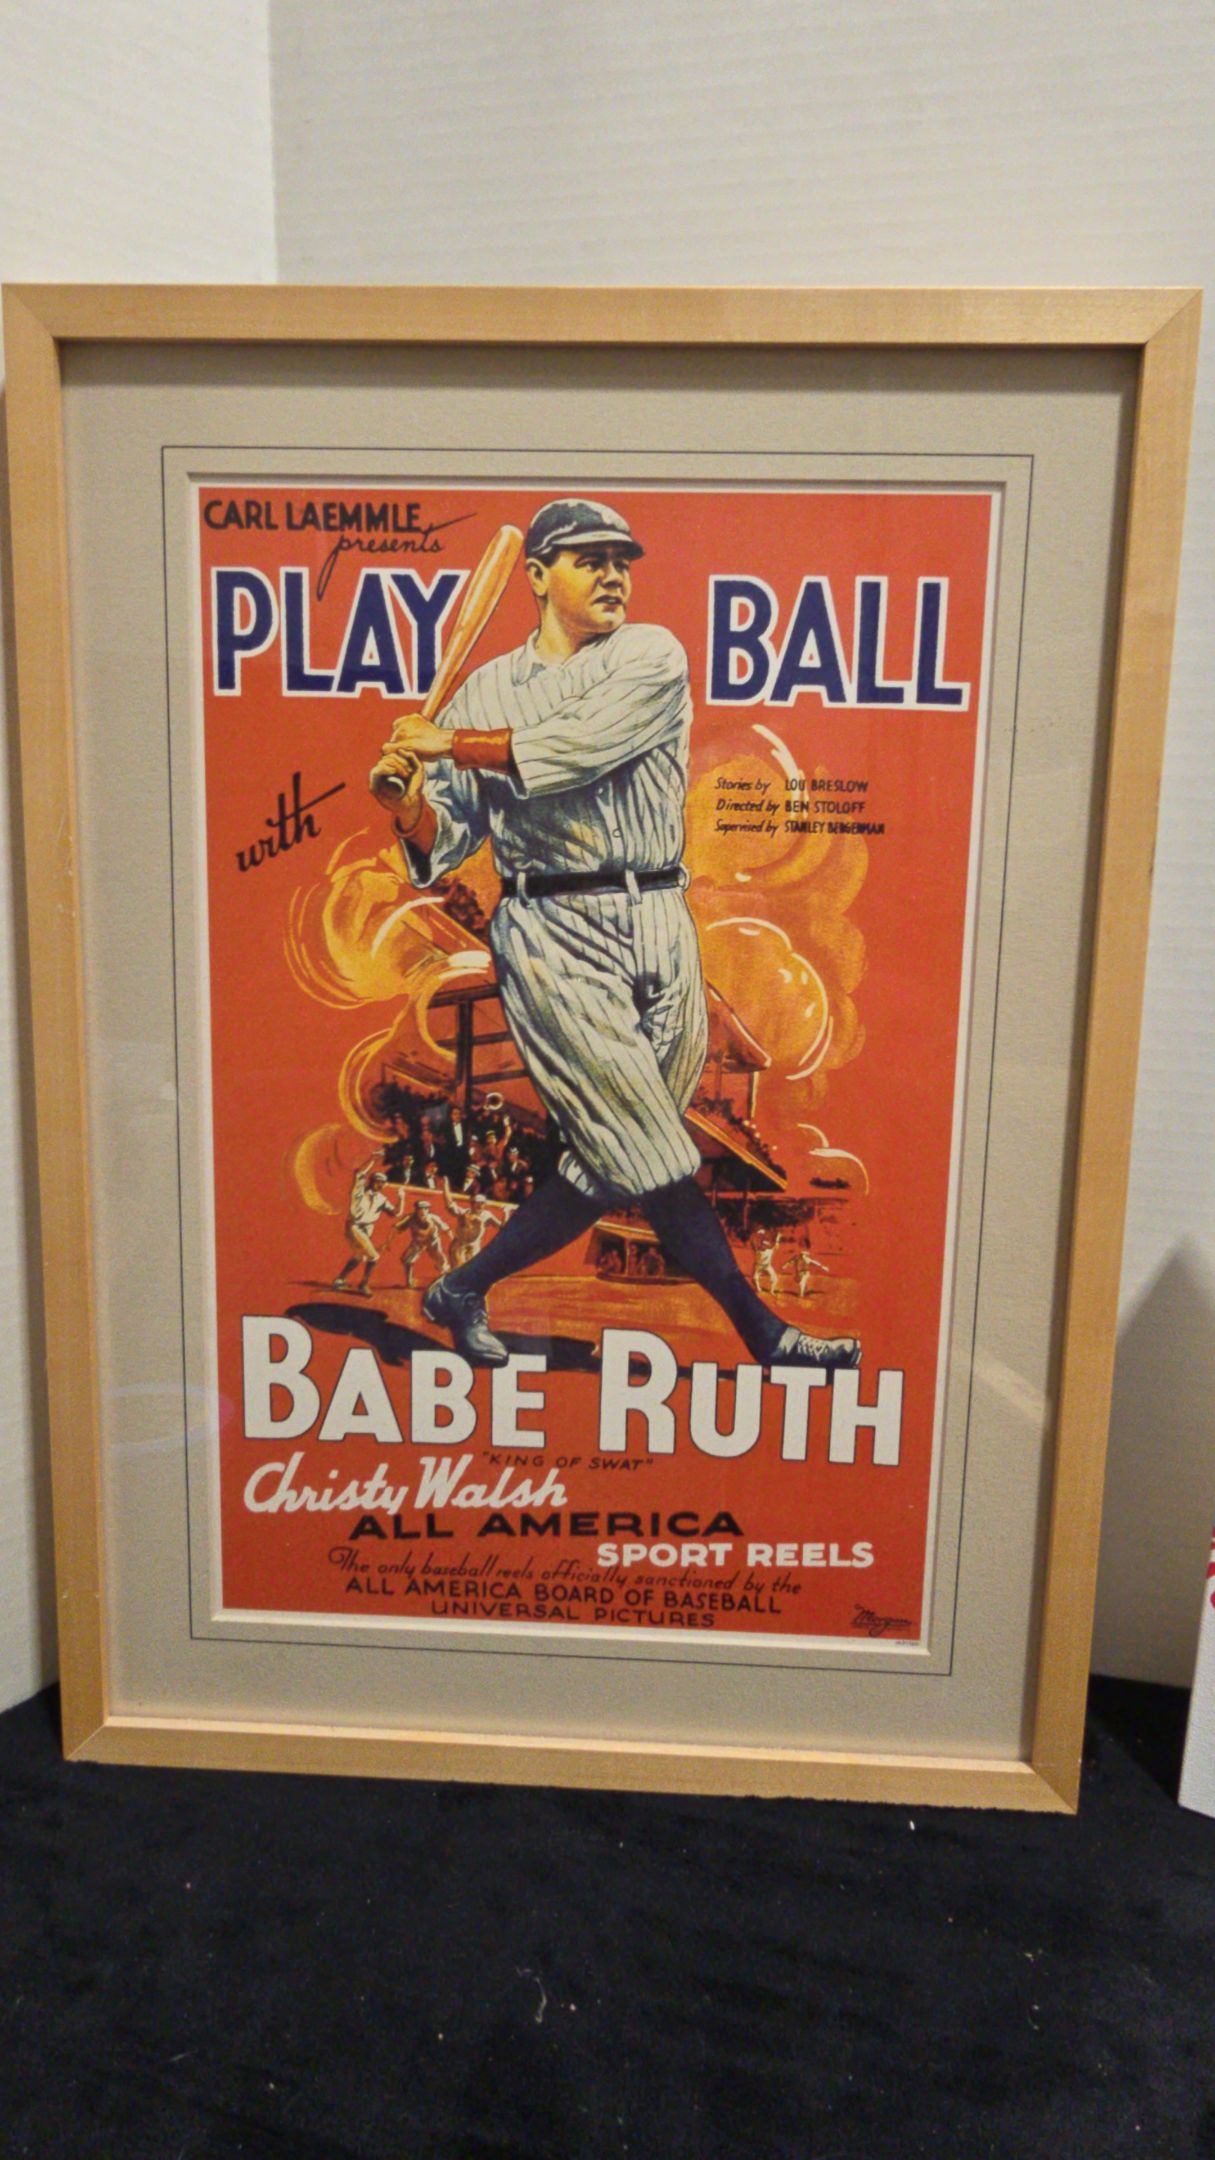 CARL LAEMMLE
presents
PLAY BALL
with
Stories by LOU BRESLOW
Directed by BEN STOLOFF
Supervised by STANLEY BERGERMAN
BABE RUTH
"KING OF SWAT"
Christy Walsh
ALL AMERICA
SPORT REELS
The only baseball reels officially sanctioned by the
ALL AMERICA BOARD OF BASEBALL
UNIVERSAL PICTURES
Morgan